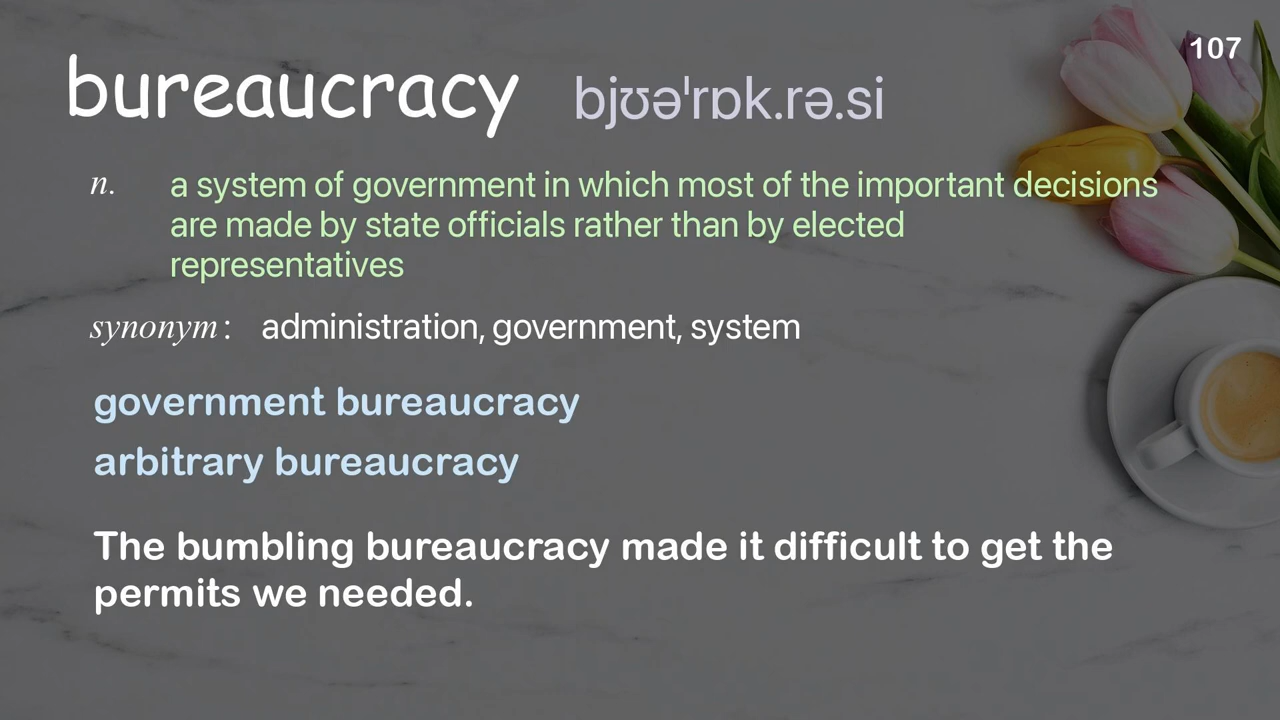 107
bureaucracy bjʊəˈrɒk.rə.si
n. a system of government in which most of the important decisions
are made by state officials rather than by elected
representatives
synonym: administration, government, system
government bureaucracy
arbitrary bureaucracy
The bumbling bureaucracy made it difficult to get the
permits we needed.